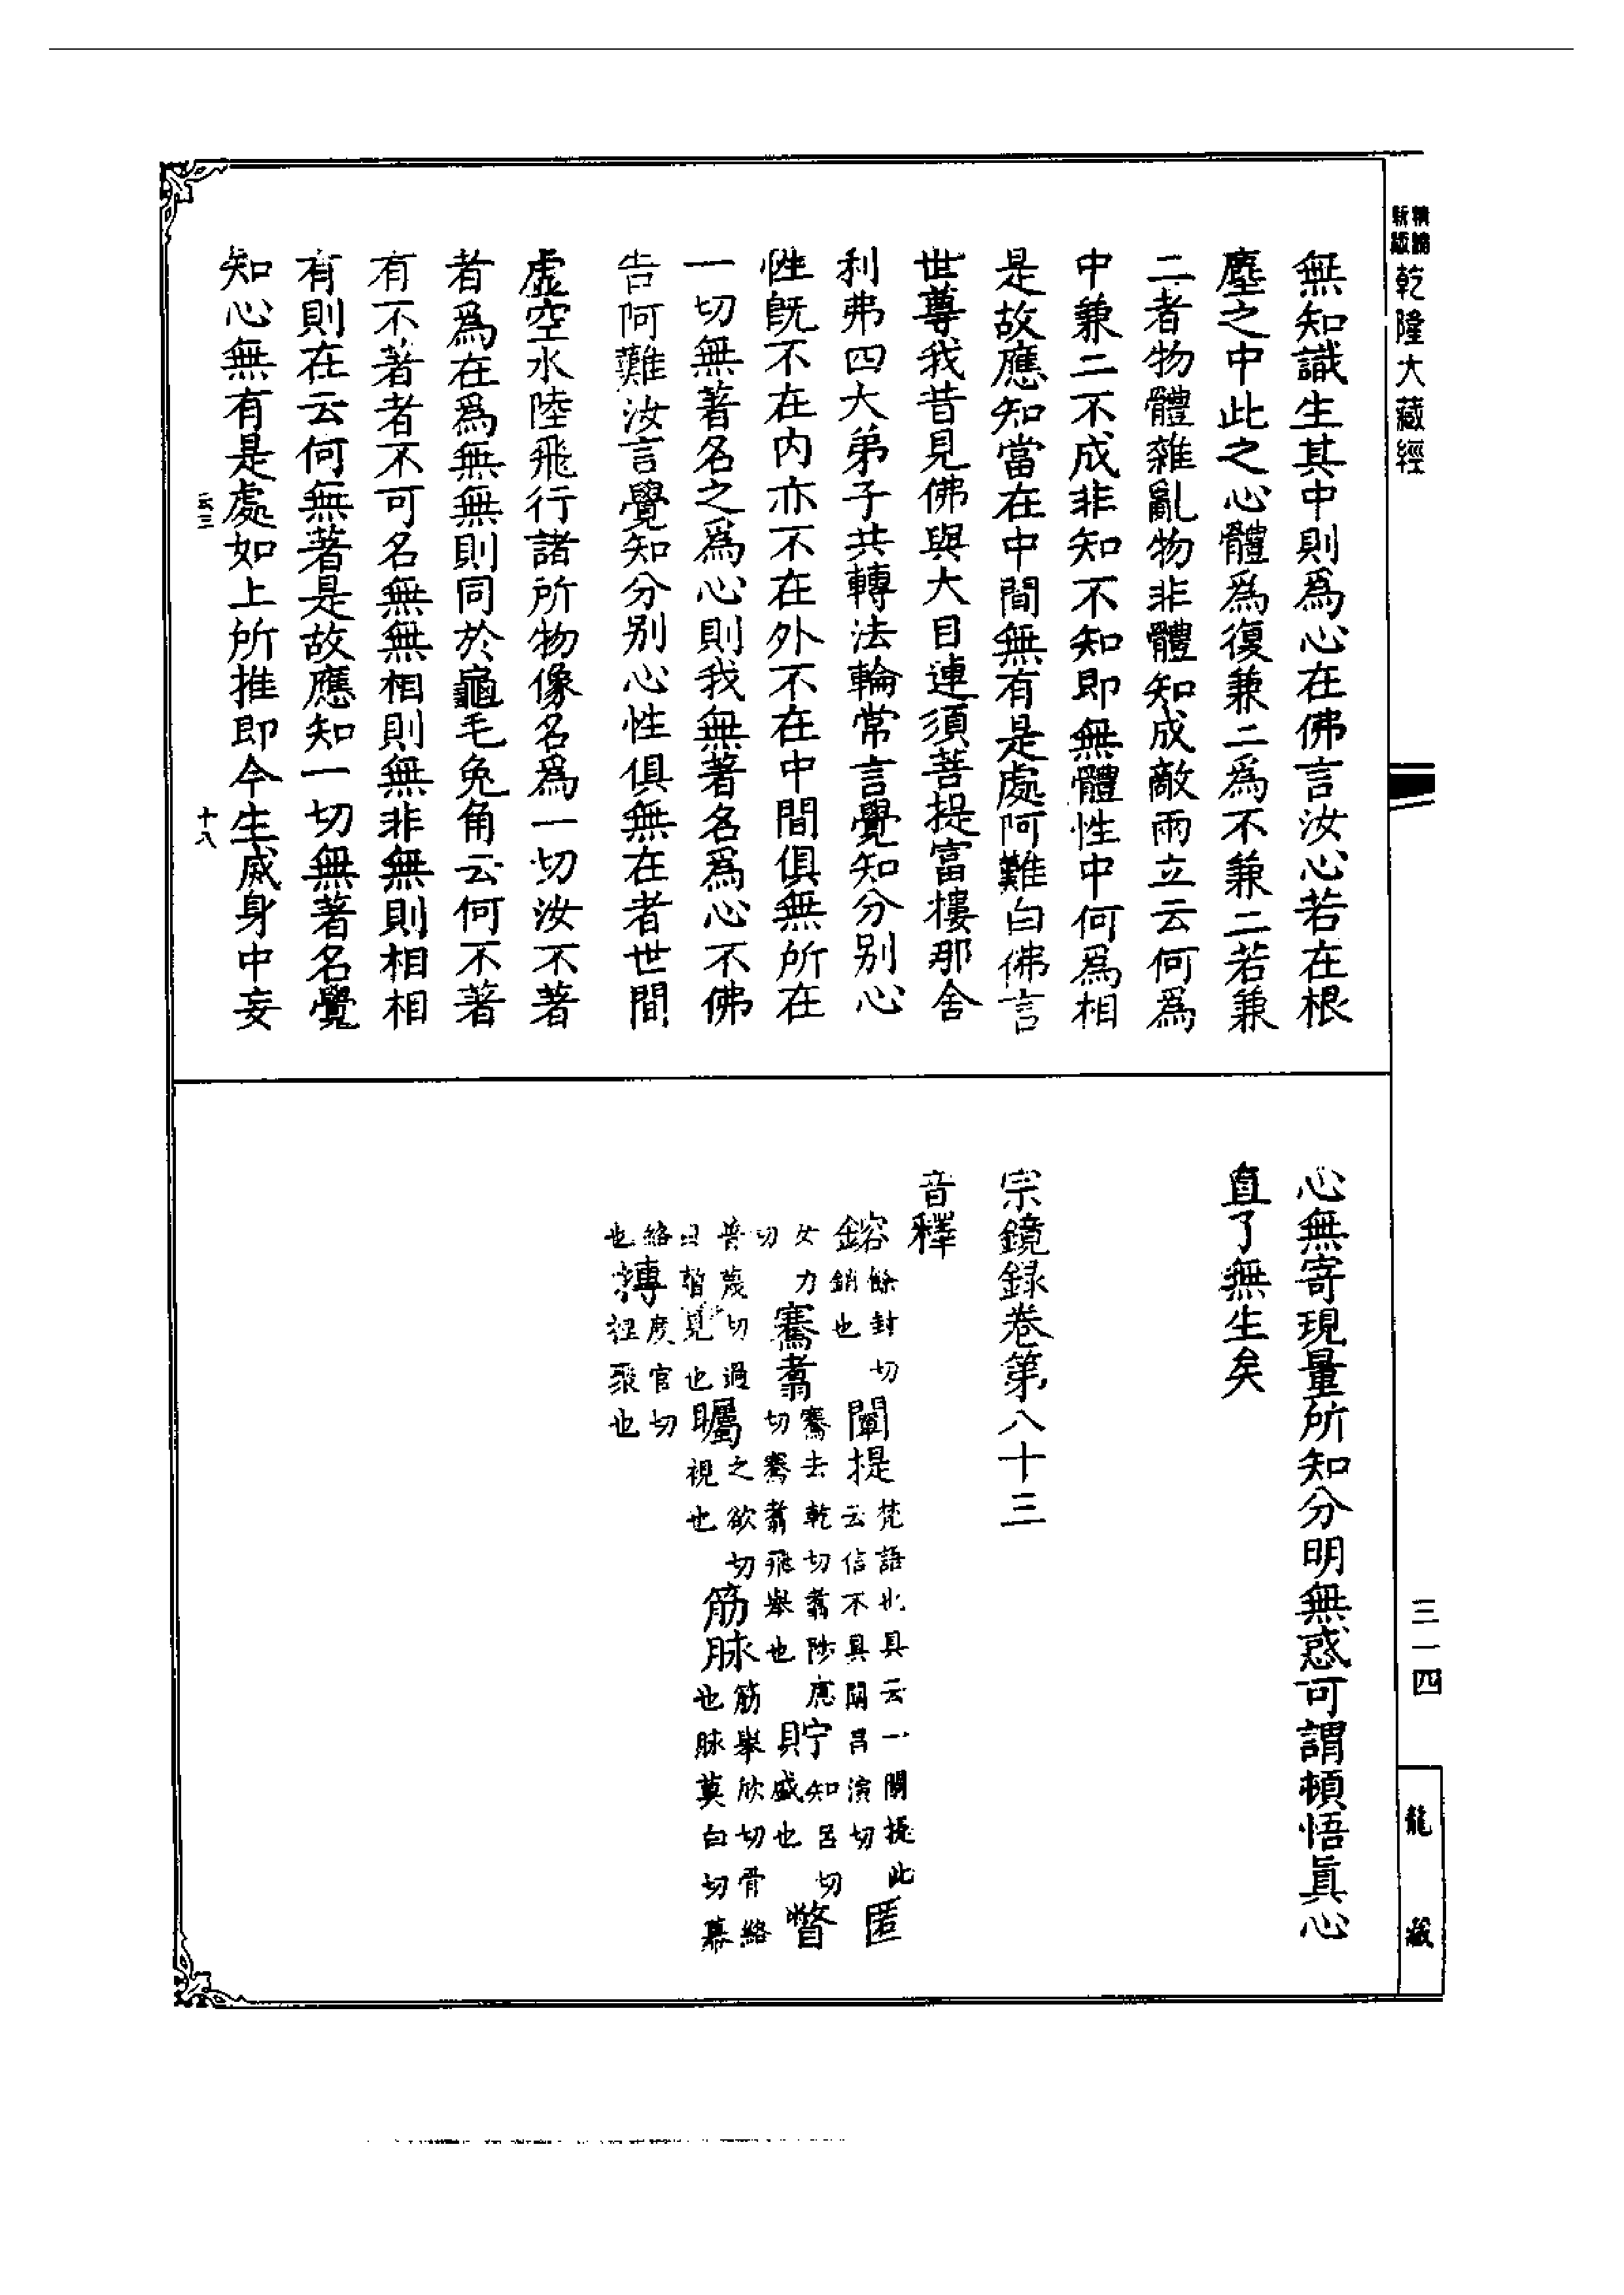 精縮新版乾隆大藏經
無知識生其中則爲心在佛言汝心若在根
塵之中此之心體爲復兼二爲不兼二若兼
二者物體雜亂物非體知成敵兩立云何爲
中兼二不成非知不知即無體性中何爲相
是故應知當在中間無有是處阿難白佛言
世尊我昔見佛與大目連須菩提富樓那舍
利弗四大弟子共轉法輪常言覺知分別心
性旣不在內亦不在外不在中間俱無所在
一切無著名之爲心則我無著名爲心不佛
告阿難汝言覺知分別心性俱無在者世間
虛空水陸飛行諸所物像名爲一切汝不著
者爲在爲無無則同於龜毛兔角云何不著
有不著者不可名無無相則無非無則相相
有則在云何無著是故應知一切無著名覺
知心無有是處如上所推即今生滅身中妄
云三
十八
心無寄現量所知分明無惑可謂頓悟眞心
直了無生矣
宗鏡録卷第八十三
音釋
鎔餘封切銷也 闡提梵語也具云一闡提此云信不具闡昌演切 匿
女力切 騫翥騫去乾切翥陟慮切騫翥飛舉也 貯知呂切盛也 瞥
普蔑切過目暫見也 矚之欲切視也 筋脉筋舉欣切骨絡也脉莫白切幕
絡也 摶度官切捏聚也
三一四
龍藏